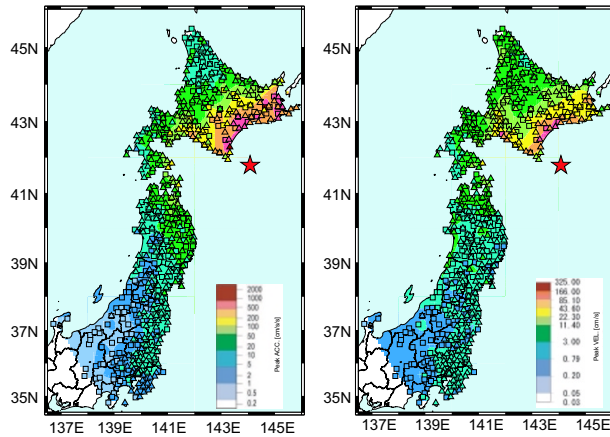 45N
43N
41N
39N
37N
35N
137E
139E
141E
143E
145E
2000
1000
500
200
100
50
20
10
5
2
1
0.5
0.2
Peak ACC. [cm/s/s]
45N
43N
41N
39N
37N
35N
137E
139E
141E
143E
145E
325.00
166.00
85.10
43.60
22.30
11.40
3.00
0.79
0.20
0.05
0.03
Peak VEL. [cm/s]